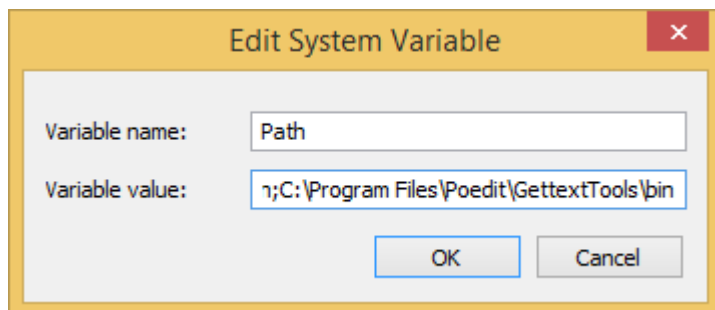 Edit System Variable
Variable name: Path
Variable value: ;C:\Program Files\Poedit\GettextTools\bin
OK Cancel